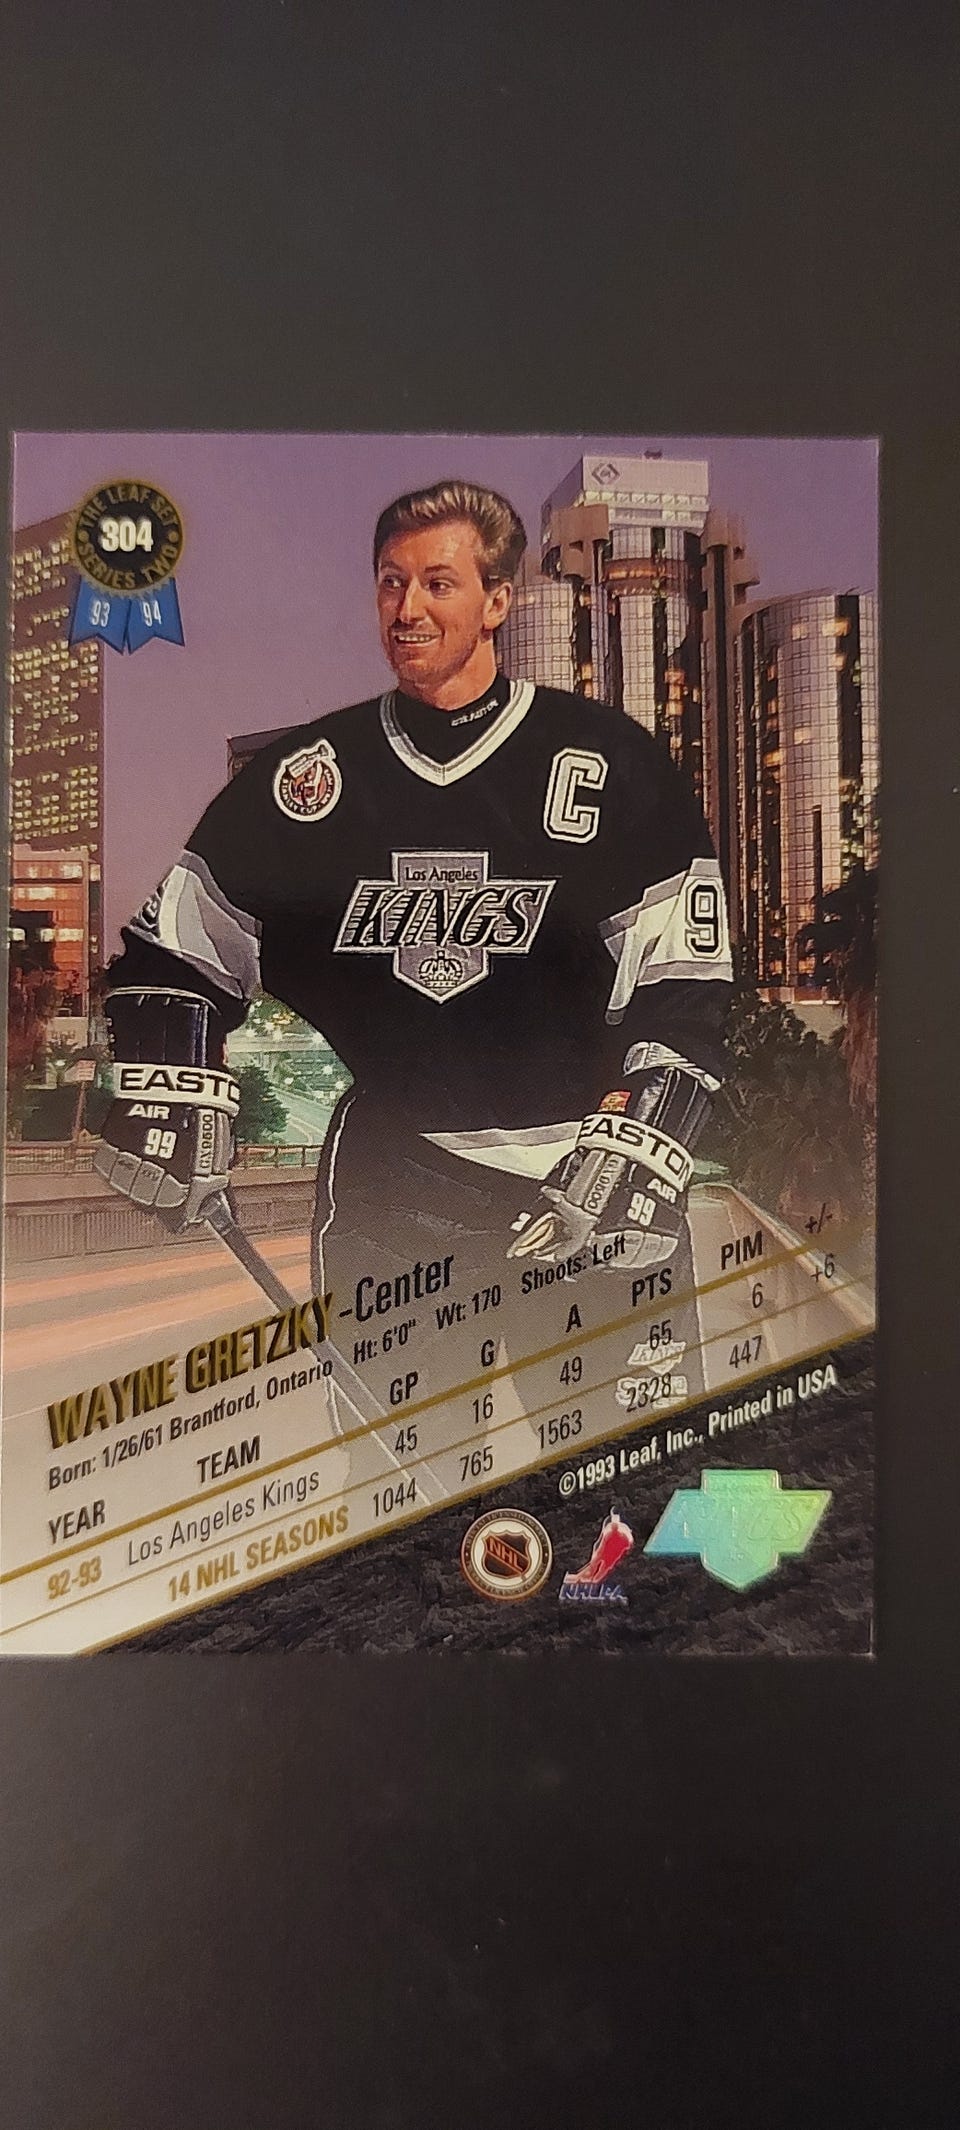 THE LEAF SET
304
SERIES TWO
93 94
C
Los Angeles
KINGS
9
EASTO
AIR
99
EASTON
AIR
99
WAYNE GRETZKY - Center
Born: 1/26/61 Brantford, Ontario Ht: 6'0" Wt: 170 Shoots: Left
YEAR TEAM GP G A PTS PIM +/-
92-93 Los Angeles Kings 45 16 49 65 6 +6
14 NHL SEASONS 1044 765 1563 2328 447
©1993 Leaf, Inc., Printed in USA
NHL
NHLPA
KINGS